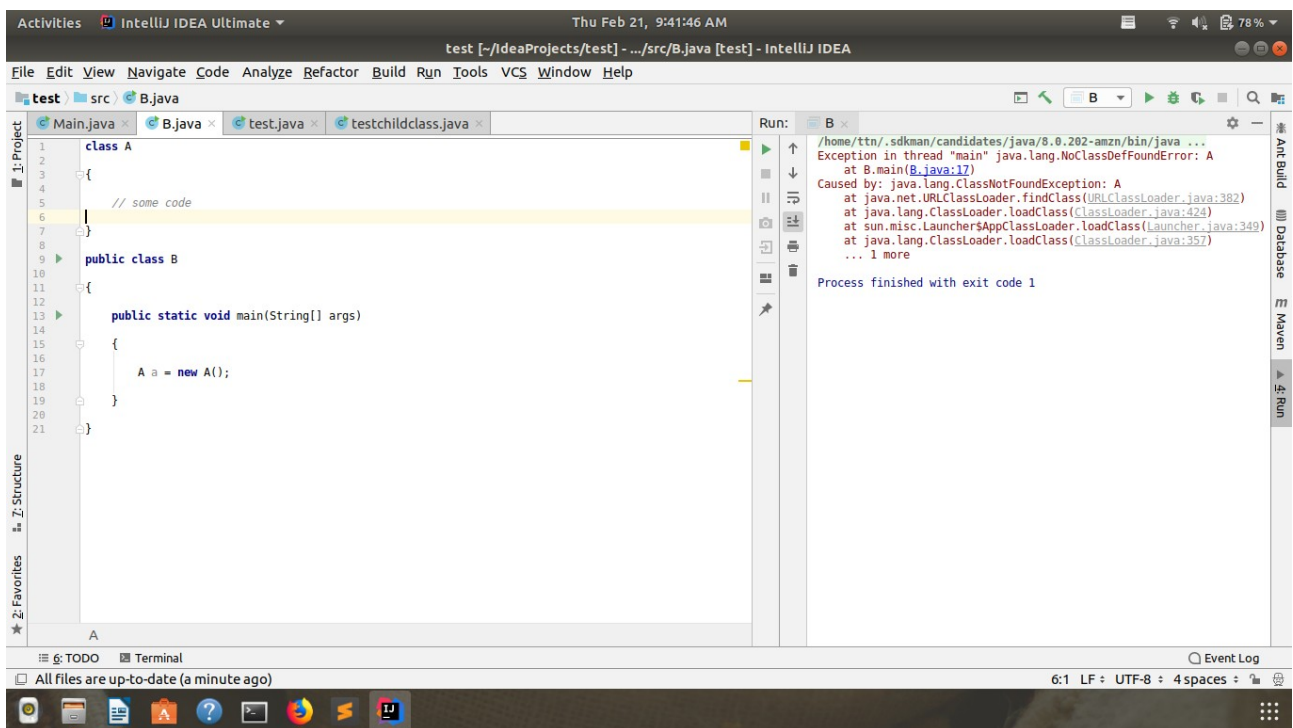 Activities IntelliJ IDEA Ultimate Thu Feb 21, 9:41:46 AM 78 %
test [~/IdeaProjects/test] - .../src/B.java [test] - IntelliJ IDEA
File Edit View Navigate Code Analyze Refactor Build Run Tools VCS Window Help
test src B.java B
Main.java B.java test.java testchildclass.java Run: B
1 class A
2
3 {
4
5 // some code
6
7 }
8
9 public class B
10
11 {
12
13 public static void main(String[] args)
14
15 {
16
17 A a = new A();
18
19 }
20
21 }
A
/home/ttn/.sdkman/candidates/java/8.0.202-amzn/bin/java ...
Exception in thread "main" java.lang.NoClassDefFoundError: A
at B.main(B.java:17)
Caused by: java.lang.ClassNotFoundException: A
at java.net.URLClassLoader.findClass(URLClassLoader.java:382)
at java.lang.ClassLoader.loadClass(ClassLoader.java:424)
at sun.misc.Launcher$AppClassLoader.loadClass(Launcher.java:349)
at java.lang.ClassLoader.loadClass(ClassLoader.java:357)
... 1 more
Process finished with exit code 1
1: Project
7: Structure
2: Favorites
Ant Build
Database
m Maven
4: Run
6: TODO Terminal Event Log
All files are up-to-date (a minute ago) 6:1 LF UTF-8 4 spaces